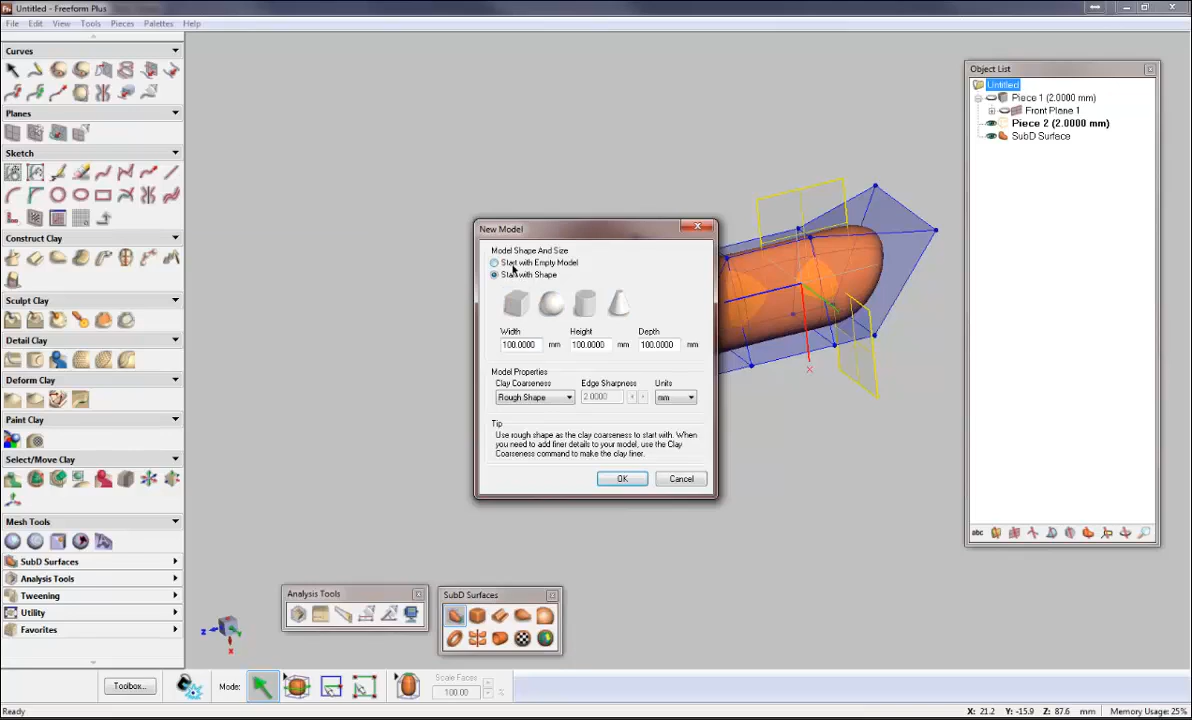 Untitled - Freeform Plus
File Edit View Tools Pieces Palettes Help
Curves
Planes
Sketch
Construct Clay
Sculpt Clay
Detail Clay
Deform Clay
Paint Clay
Select/Move Clay
Mesh Tools
SubD Surfaces
Analysis Tools
Tweening
Utility
Favorites
New Model
Model Shape And Size
Start with Empty Model
Start with Shape
Width Height Depth
100.0000 mm 100.0000 mm 100.0000 mm
Model Properties
Clay Coarseness Edge Sharpness Units
Rough Shape 2.0000 mm
Tip
Use rough shape as the clay coarseness to start with. When
you need to add finer details to your model, use the Clay
Coarseness command to make the clay finer.
OK Cancel
Object List
Untitled
Piece 1 (2.0000 mm)
Front Plane 1
Piece 2 (2.0000 mm)
SubD Surface
abc
Analysis Tools
SubD Surfaces
z
x
Toolbox...
Mode:
Scale Faces
100.00 %
Ready
X: 21.2 Y: -15.9 Z: 87.6 mm Memory Usage: 25%